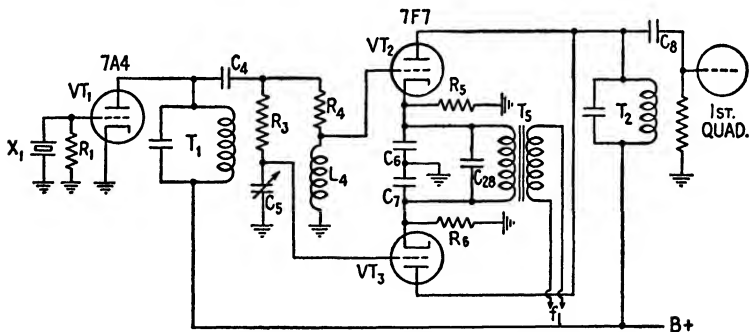 7A4
7F7
VT1
VT2
VT3
X1
R1
T1
C4
R3
R4
C5
L4
R5
C6
C7
C28
T5
R6
f1
C8
T2
1ST.
QUAD.
B+